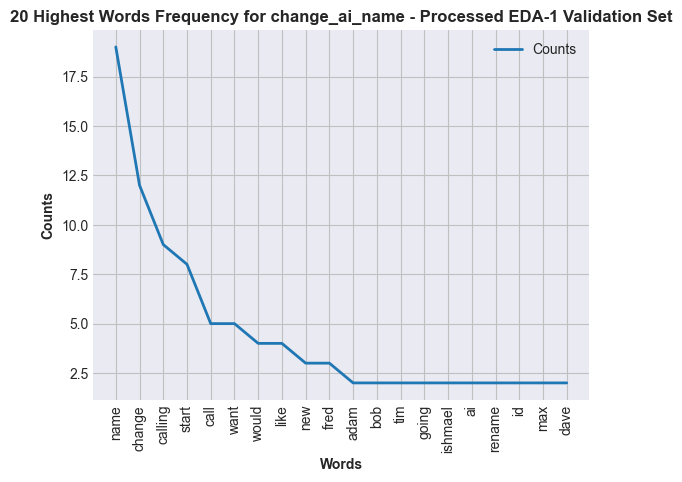 20 Highest Words Frequency for change_ai_name - Processed EDA-1 Validation Set
Counts
17.5
15.0
12.5
10.0
7.5
5.0
2.5
Counts
name
change
calling
start
call
want
would
like
new
fred
adam
bob
tim
going
ishmael
ai
rename
id
max
dave
Words